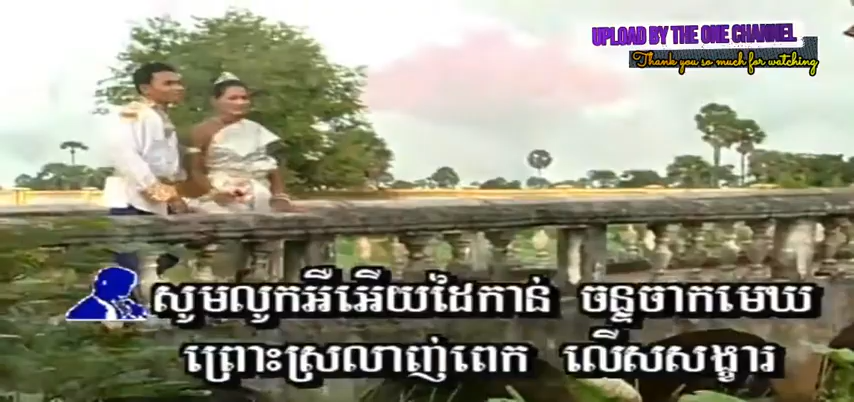 UPLOAD BY THE ONE CHANNEL
Thank you so much for watching
សូមលូកអឺអើយដៃកាន់ ចន្ទចាកមេឃ
ព្រោះស្រលាញ់ពេក លើសសង្ខារ